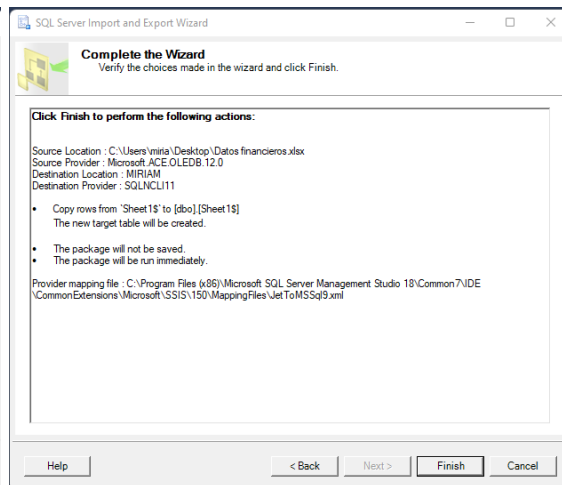 SQL Server Import and Export Wizard
Complete the Wizard
Verify the choices made in the wizard and click Finish.
Click Finish to perform the following actions:
Source Location : C:\Users\miria\Desktop\Datos financieros.xlsx
Source Provider : Microsoft.ACE.OLEDB.12.0
Destination Location : MIRIAM
Destination Provider : SQLNCLI11
• Copy rows from `Sheet1$` to [dbo].[Sheet1$]
The new target table will be created.
• The package will not be saved.
• The package will be run immediately.
Provider mapping file : C:\Program Files (x86)\Microsoft SQL Server Management Studio 18\Common7\IDE
\CommonExtensions\Microsoft\SSIS\150\MappingFiles\JetToMSSql9.xml
Help
< Back
Next >
Finish
Cancel